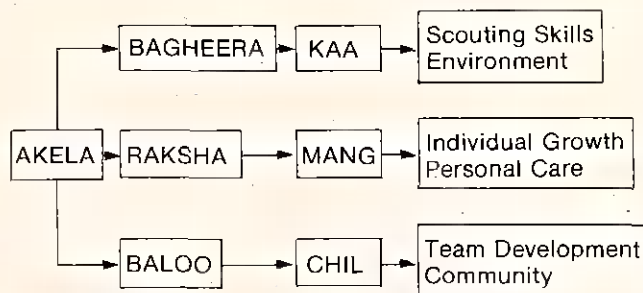 BAGHEERA
KAA
Scouting Skills
Environment
AKELA
RAKSHA
MANG
Individual Growth
Personal Care
BALOO
CHIL
Team Development
Community